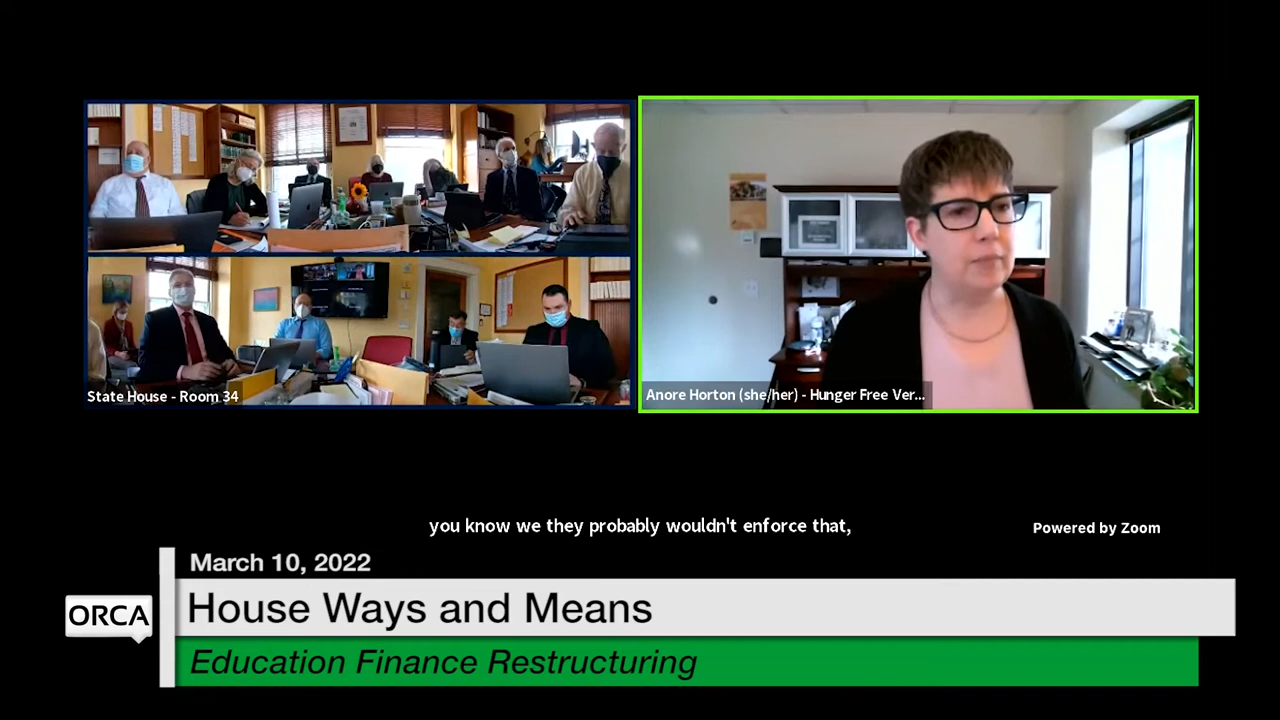 State House - Room 34
Anore Horton (she/her) - Hunger Free Ver...
you know we they probably wouldn't enforce that,
Powered by Zoom
March 10, 2022
ORCA
House Ways and Means
Education Finance Restructuring